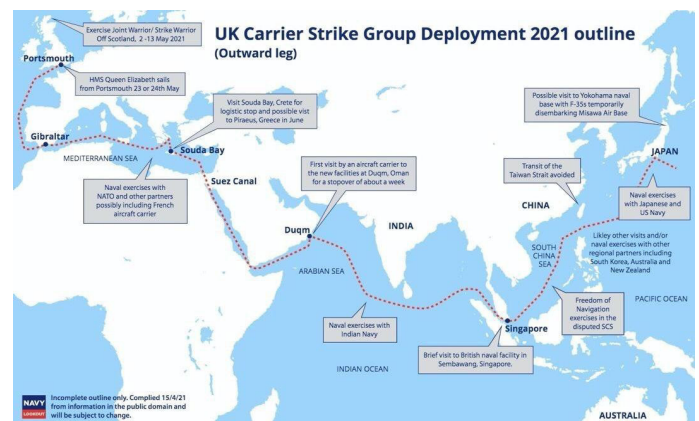 UK Carrier Strike Group Deployment 2021 outline
(Outward leg)
Exercise Joint Warrior/ Strike Warrior
Off Scotland, 2 -13 May 2021
Portsmouth
HMS Queen Elizabeth sails
from Portsmouth 23 or 24th May
Gibraltar
MEDITERRANEAN SEA
Visit Souda Bay, Crete for
logistic stop and possible vist
to Piraeus, Greece in June
Souda Bay
Naval exercises with
NATO and other partners
possibly including French
aircraft carrier
Suez Canal
First visit by an aircraft carrier to
the new facilities at Duqm, Oman
for a stopover of about a week
Duqm
ARABIAN SEA
INDIA
Naval exercises with
Indian Navy
INDIAN OCEAN
Possible visit to Yokohama naval
base with F-35s temporarily
disembarking Misawa Air Base
JAPAN
Transit of the
Taiwan Strait avoided
CHINA
Naval exercises
with Japanese and
US Navy
Likley other visits and/or
naval exercises with other
regional partners including
South Korea, Australia and
New Zealand
SOUTH
CHINA
SEA
PACIFIC OCEAN
Freedom of
Navigation
exercises in the
disputed SCS
Singapore
Brief visit to British naval facility in
Sembawang, Singapore.
AUSTRALIA
NAVY
LOOKOUT
Incomplete outline only. Complied 15/4/21
from information in the public domain and
will be subject to change.